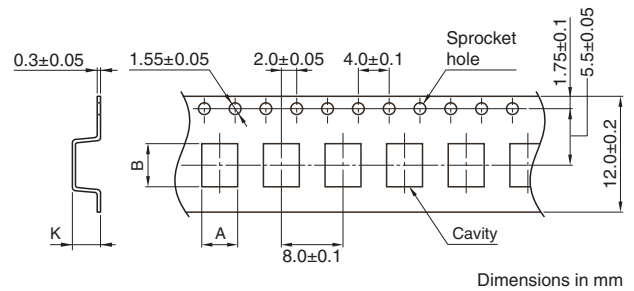 Sprocket
hole
0.3±0.05
1.55±0.05
2.0±0.05
4.0±0.1
1.75±0.1
5.5±0.05
12.0±0.2
B
K
A
8.0±0.1
Cavity
Dimensions in mm